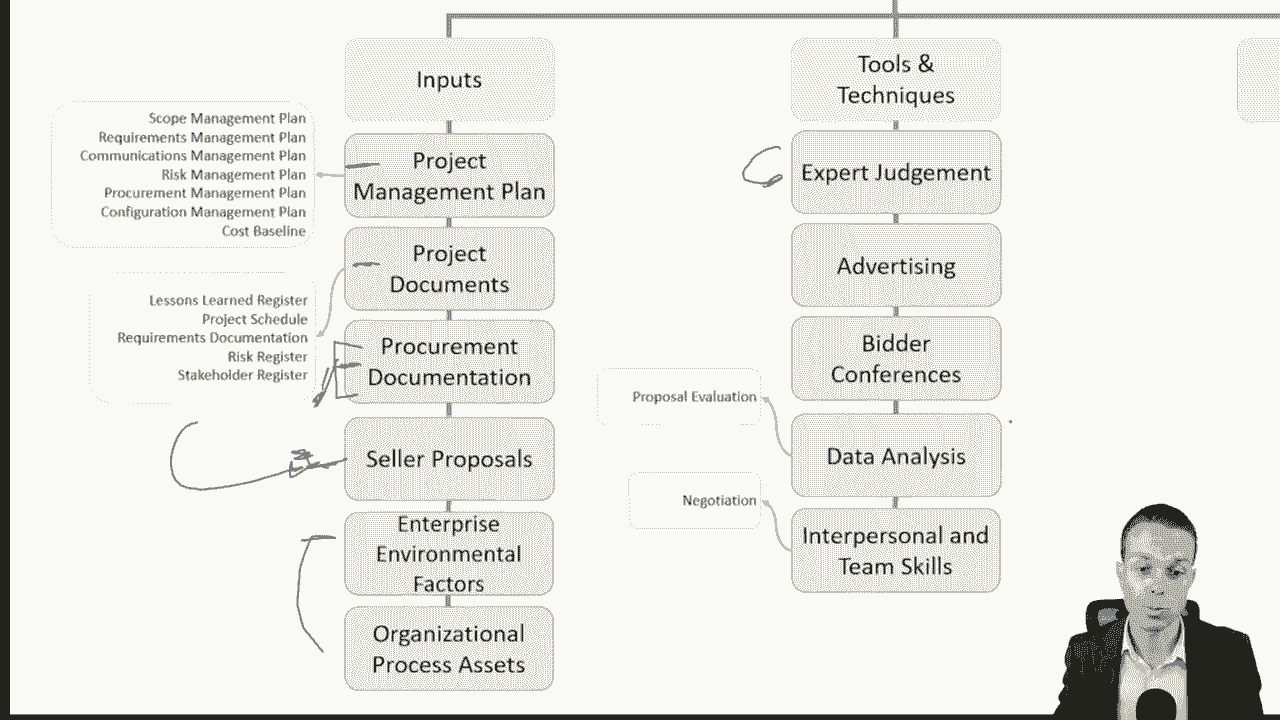 Inputs
Scope Management Plan
Requirements Management Plan
Communications Management Plan
Risk Management Plan
Procurement Management Plan
Configuration Management Plan
Cost Baseline
Project
Management Plan
Project
Documents
Lessons Learned Register
Project Schedule
Requirements Documentation
Risk Register
Stakeholder Register
Procurement
Documentation
Seller Proposals
Enterprise
Environmental
Factors
Organizational
Process Assets
Tools &
Techniques
Expert Judgement
Advertising
Bidder
Conferences
Proposal Evaluation
Data Analysis
Negotiation
Interpersonal and
Team Skills